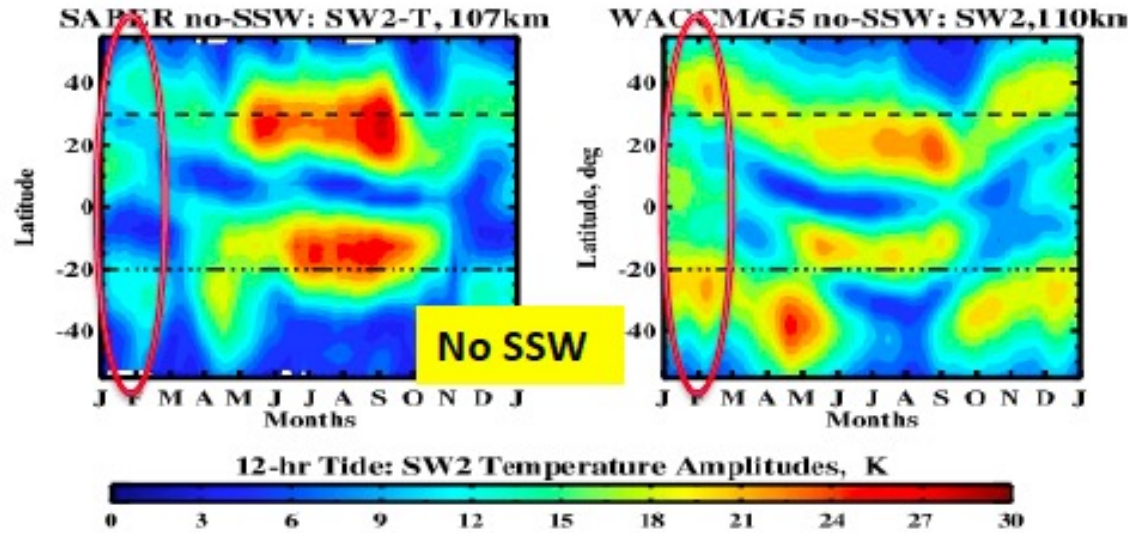 SABER no-SSW: SW2-T, 107km
WACCM/G5 no-SSW: SW2,110km
Latitude
40
20
0
-20
-40
J F M A M J J A S O N D J
Months
Latitude, deg
40
20
0
-20
-40
J F M A M J J A S O N D J
Months
No SSW
12-hr Tide: SW2 Temperature Amplitudes, K
0 3 6 9 12 15 18 21 24 27 30